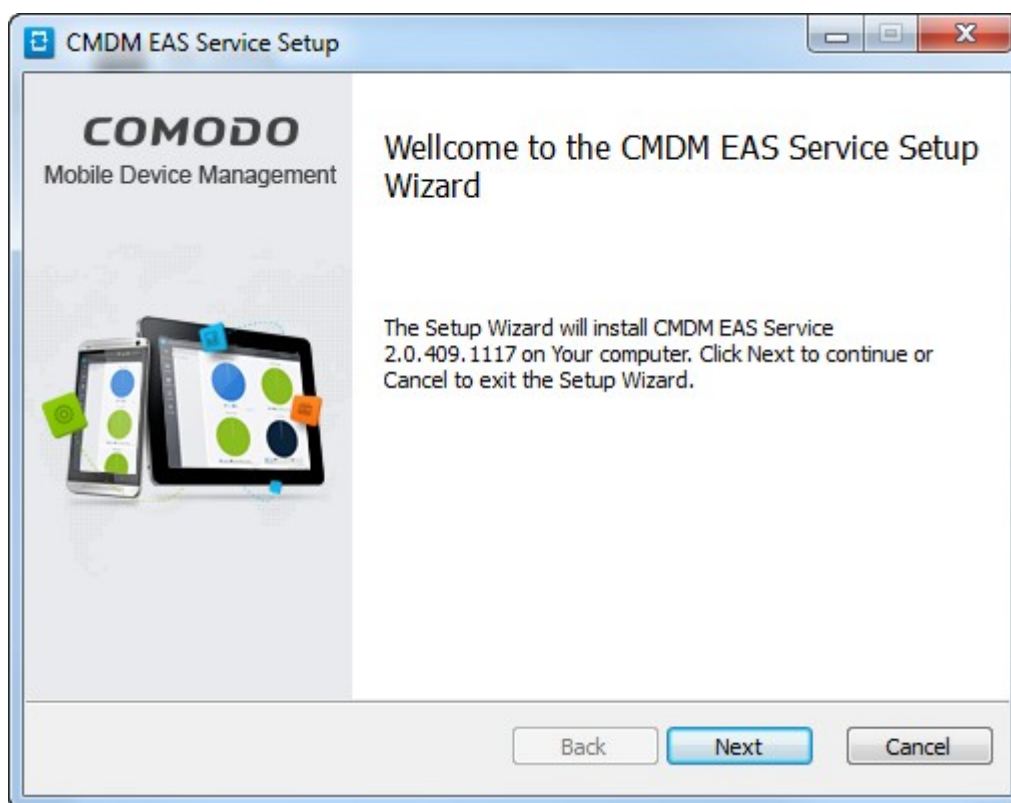 CMDM EAS Service Setup
COMODO
Mobile Device Management
Wellcome to the CMDM EAS Service Setup
Wizard
The Setup Wizard will install CMDM EAS Service
2.0.409.1117 on Your computer. Click Next to continue or
Cancel to exit the Setup Wizard.
Back
Next
Cancel